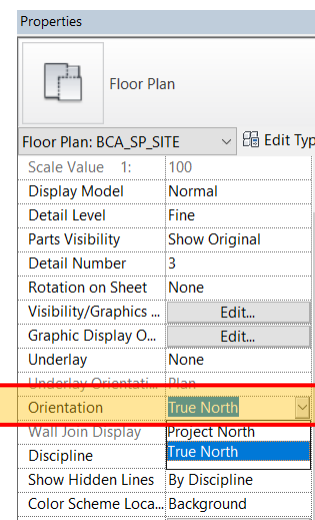 Properties
Floor Plan
Floor Plan: BCA_SP_SITE Edit Typ
Scale Value 1: 100
Display Model Normal
Detail Level Fine
Parts Visibility Show Original
Detail Number 3
Rotation on Sheet None
Visibility/Graphics ... Edit...
Graphic Display O... Edit...
Underlay None
Underlay Orientati... Plan
Orientation True North
Wall Join Display Project North
Discipline True North
Show Hidden Lines By Discipline
Color Scheme Loca... Background